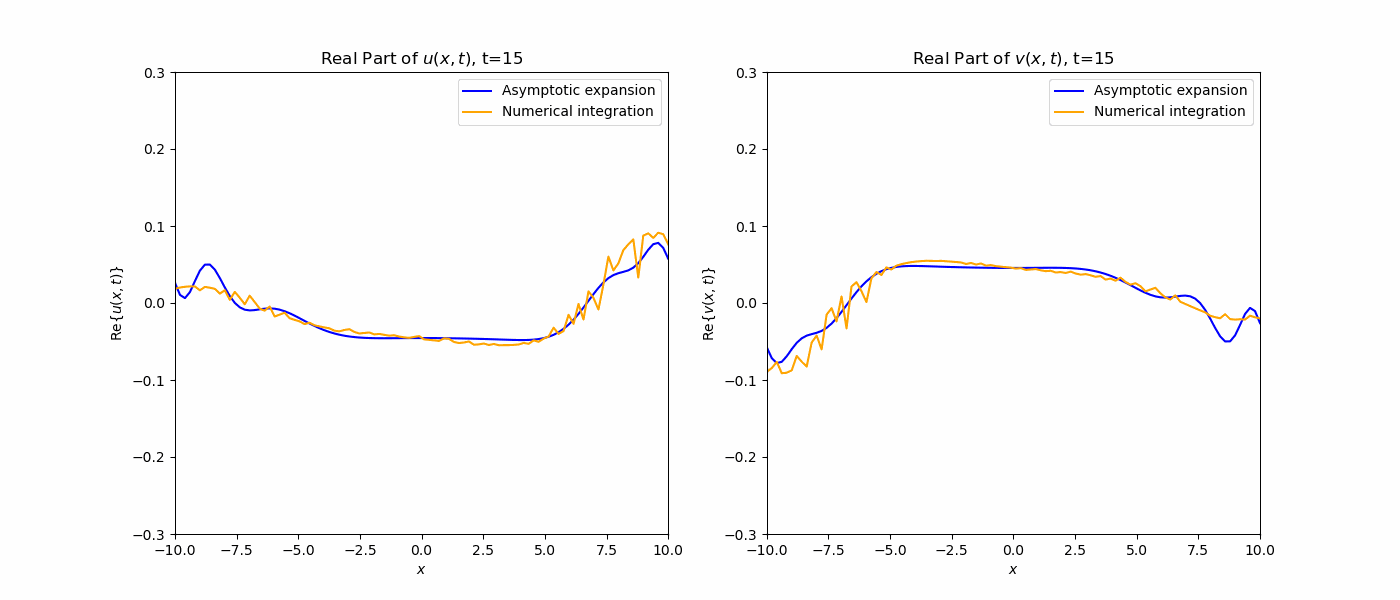 Real Part of u(x, t), t=15
Asymptotic expansion
Numerical integration
0.3
0.2
0.1
0.0
−0.1
−0.2
−0.3
Re{u(x, t)}
−10.0 −7.5 −5.0 −2.5 0.0 2.5 5.0 7.5 10.0
x
Real Part of v(x, t), t=15
Asymptotic expansion
Numerical integration
0.3
0.2
0.1
0.0
−0.1
−0.2
−0.3
Re{v(x, t)}
−10.0 −7.5 −5.0 −2.5 0.0 2.5 5.0 7.5 10.0
x